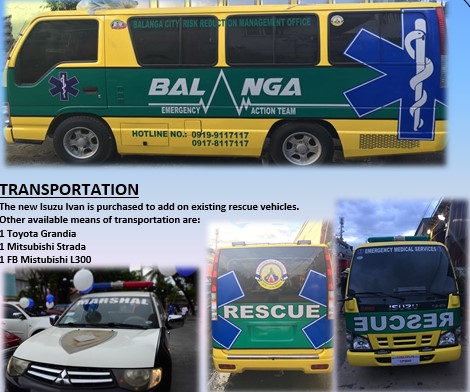 BALANGA CITY RISK REDUCTION MANAGEMENT OFFICE
BALANGA
EMERGENCY ACTION TEAM
HOTLINE NO.: 0919-9117117
0917-8117117
TRANSPORTATION
The new Isuzu Ivan is purchased to add on existing rescue vehicles.
Other available means of transportation are:
1 Toyota Grandia
1 Mitsubishi Strada
1 FB Mistubishi L300
MARSHAL
RESCUE
EMERGENCY MEDICAL SERVICES
ISUZU
RESCUE